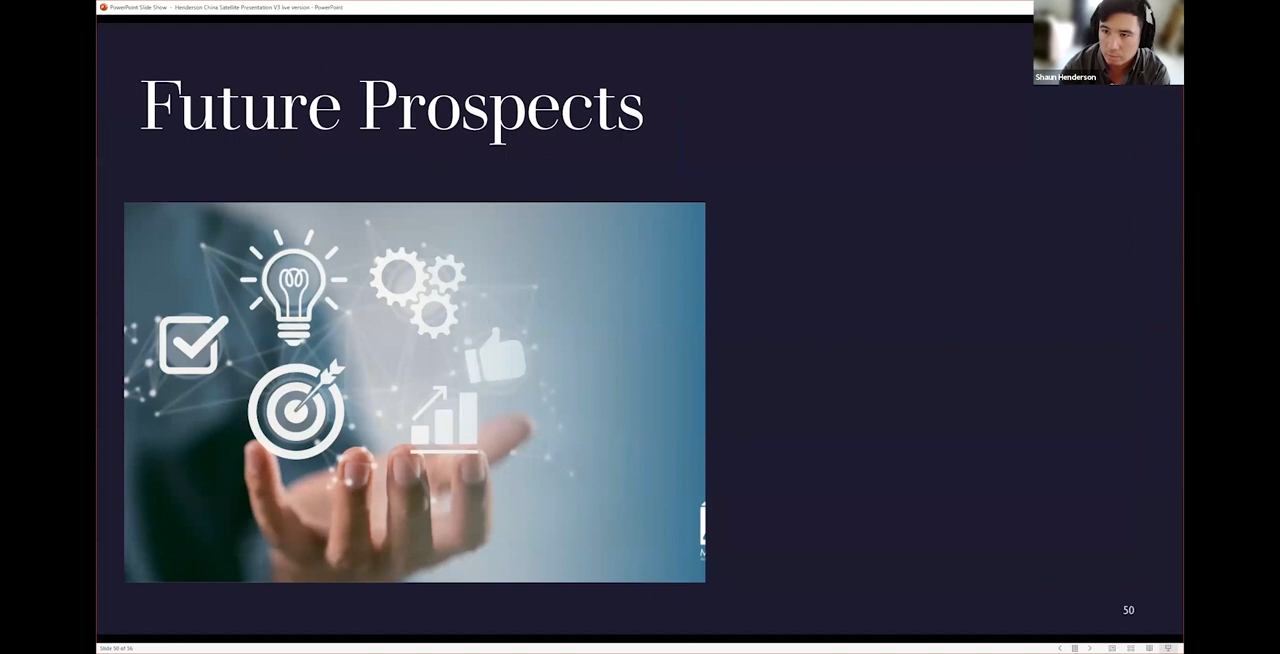 PowerPoint Slide Show - Henderson China Satellite Presentation V3 live version - PowerPoint
Shaun Henderson
Future Prospects
50
Slide 50 of 56